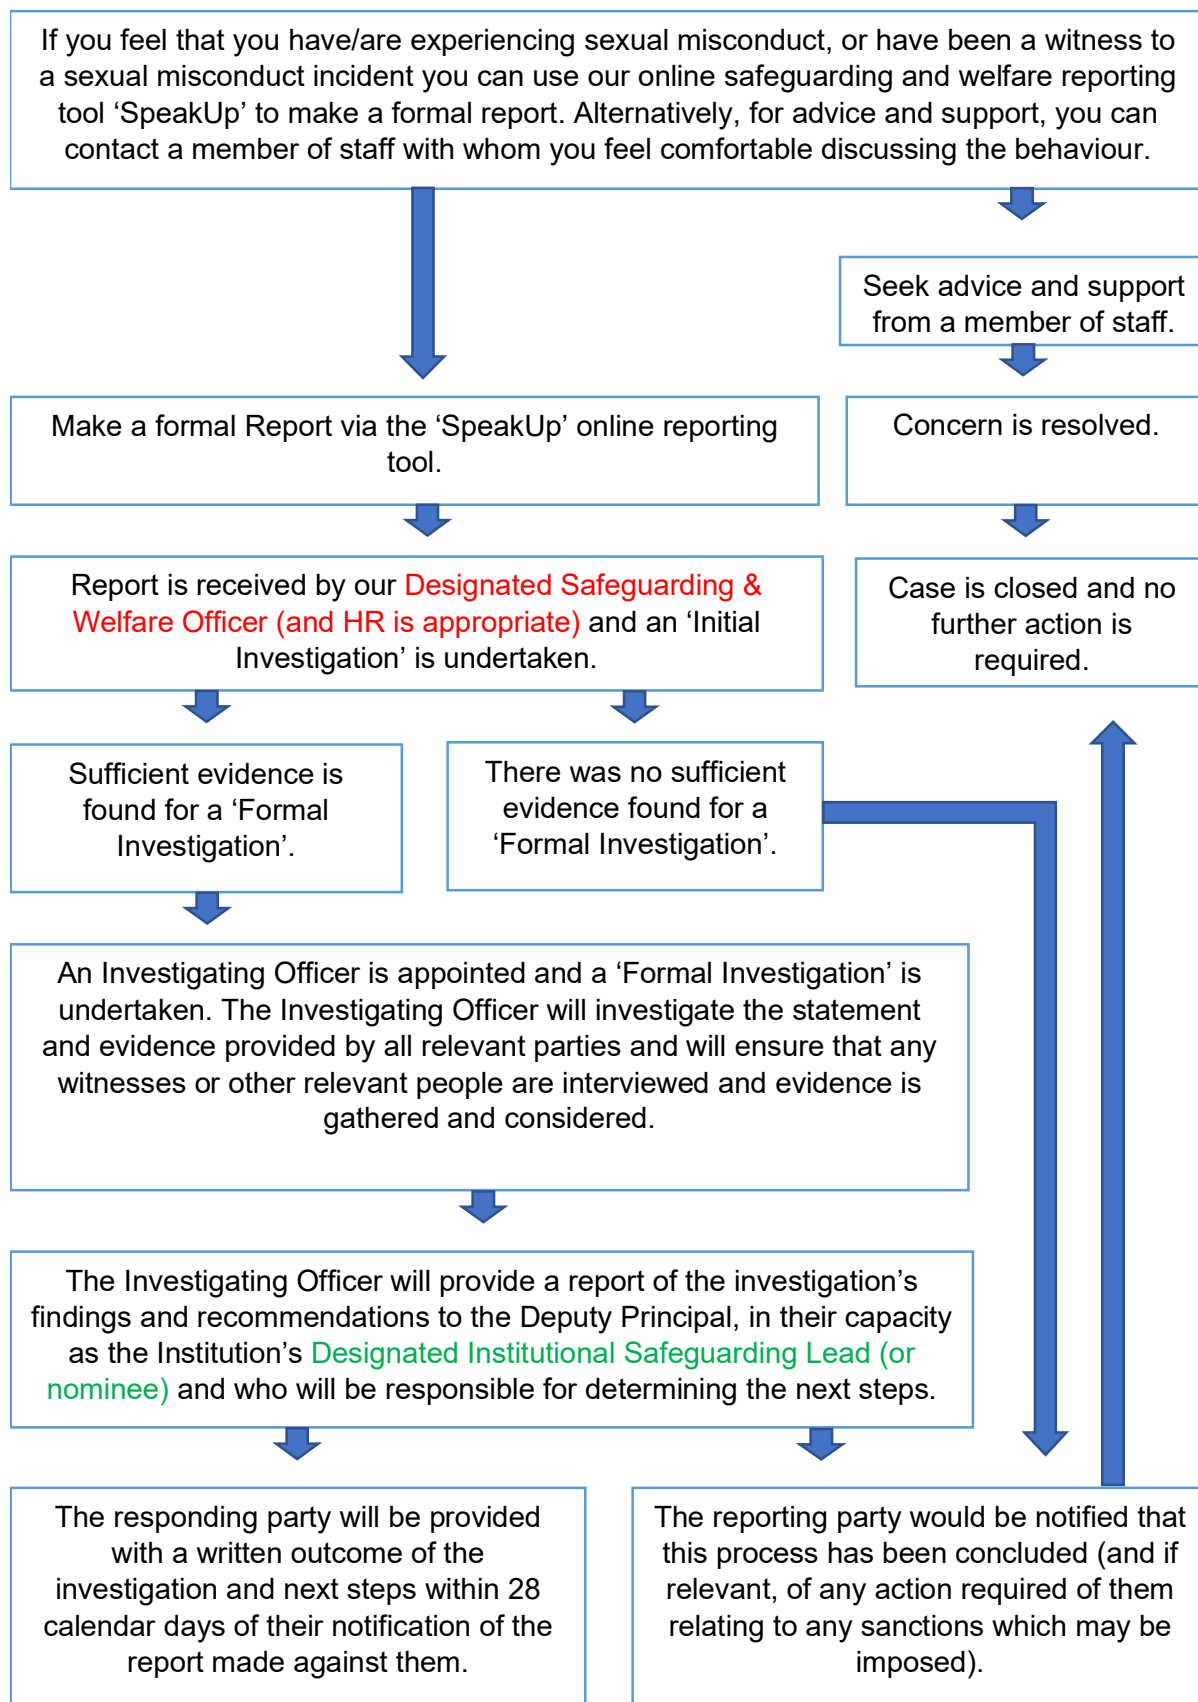 If you feel that you have/are experiencing sexual misconduct, or have been a witness to
a sexual misconduct incident you can use our online safeguarding and welfare reporting
tool ‘SpeakUp’ to make a formal report. Alternatively, for advice and support, you can
contact a member of staff with whom you feel comfortable discussing the behaviour.
Seek advice and support
from a member of staff.
Make a formal Report via the ‘SpeakUp’ online reporting
tool.
Concern is resolved.
Report is received by our Designated Safeguarding &
Welfare Officer (and HR is appropriate) and an ‘Initial
Investigation’ is undertaken.
Case is closed and no
further action is
required.
Sufficient evidence is
found for a ‘Formal
Investigation’.
There was no sufficient
evidence found for a
‘Formal Investigation’.
An Investigating Officer is appointed and a ‘Formal Investigation’ is
undertaken. The Investigating Officer will investigate the statement
and evidence provided by all relevant parties and will ensure that any
witnesses or other relevant people are interviewed and evidence is
gathered and considered.
The Investigating Officer will provide a report of the investigation’s
findings and recommendations to the Deputy Principal, in their capacity
as the Institution’s Designated Institutional Safeguarding Lead (or
nominee) and who will be responsible for determining the next steps.
The responding party will be provided
with a written outcome of the
investigation and next steps within 28
calendar days of their notification of the
report made against them.
The reporting party would be notified that
this process has been concluded (and if
relevant, of any action required of them
relating to any sanctions which may be
imposed).